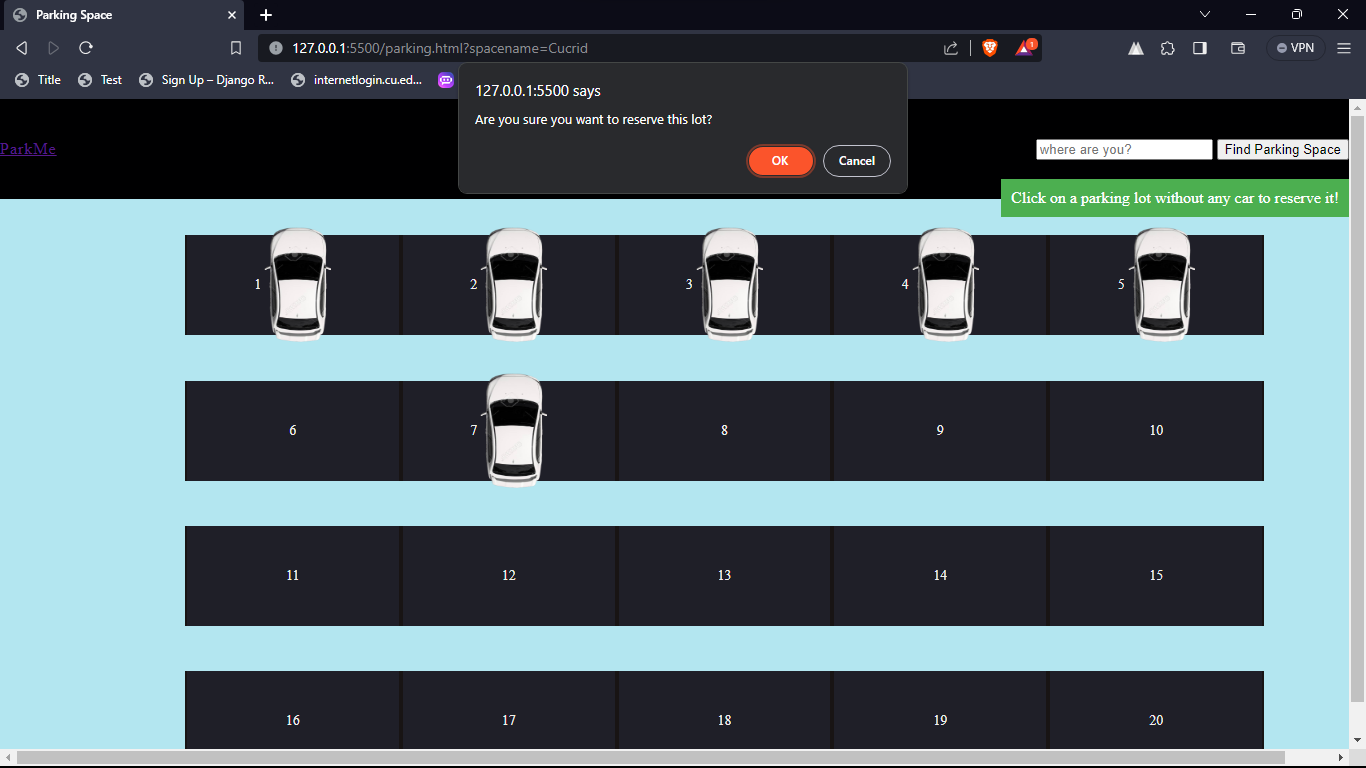 Parking Space
127.0.0.1:5500/parking.html?spacename=Cucrid
1
VPN
Title
Test
Sign Up – Django R...
internetlogin.cu.ed...
127.0.0.1:5500 says
Are you sure you want to reserve this lot?
OK
Cancel
ParkMe
where are you?
Find Parking Space
Click on a parking lot without any car to reserve it!
1
2
3
4
5
6
7
8
9
10
11
12
13
14
15
16
17
18
19
20